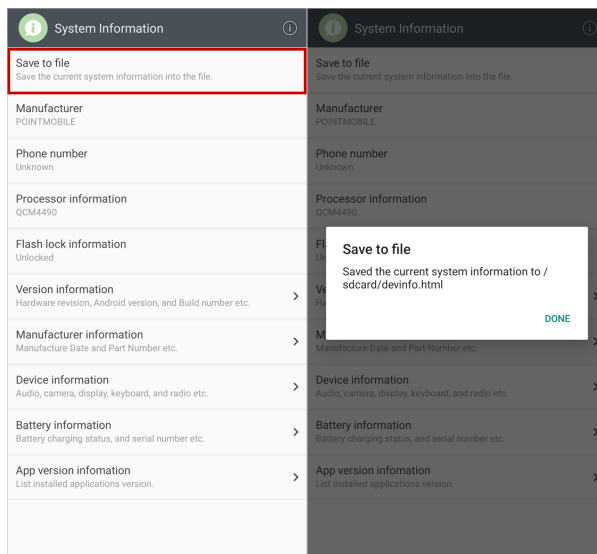 System Information
Save to file
Save the current system information into the file.
Manufacturer
POINTMOBILE
Phone number
Unknown
Processor information
QCM4490
Flash lock information
Unlocked
Version information
Hardware revision, Android version, and Build number etc.
Manufacturer information
Manufacture Date and Part Number etc.
Device information
Audio, camera, display, keyboard, and radio etc.
Battery information
Battery charging status, and serial number etc.
App version infomation
List installed applications version.
System Information
Save to file
Save the current system information into the file.
Manufacturer
POINTMOBILE
Phone number
Unknown
Processor information
QCM4490
Save to file
Saved the current system information to /
sdcard/devinfo.html
DONE
Manufacture Date and Part Number etc.
Device information
Audio, camera, display, keyboard, and radio etc.
Battery information
Battery charging status, and serial number etc.
App version infomation
List installed applications version.